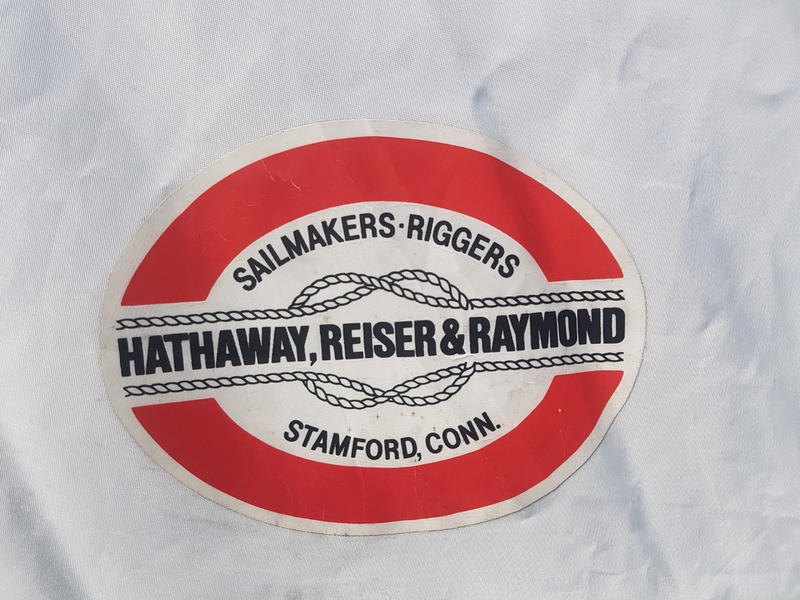 SAILMAKERS·RIGGERS
HATHAWAY, REISER & RAYMOND
STAMFORD, CONN.